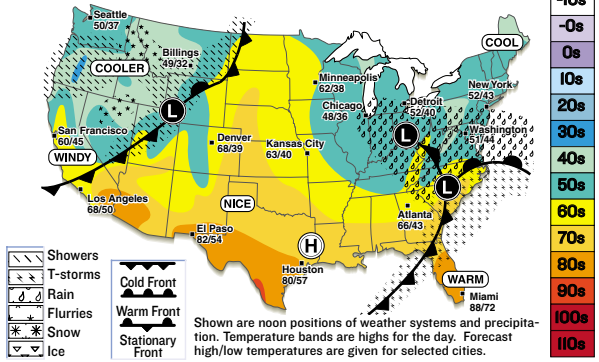 Seattle
50/37
Billings
49/32
COOLER
COOL
Minneapolis
62/38
New York
52/43
Detroit
52/40
Chicago
48/36
L
L
Washington
51/44
San Francisco
60/45
WINDY
Denver
68/39
Kansas City
63/40
L
Los Angeles
68/50
NICE
Atlanta
66/43
El Paso
82/54
H
Houston
80/57
WARM
Miami
88/72
Showers
T-storms
Rain
Flurries
Snow
Ice
Cold Front
Warm Front
Stationary
Front
Shown are noon positions of weather systems and precipita-
tion. Temperature bands are highs for the day. Forecast
high/low temperatures are given for selected cities.
-10s
-0s
0s
10s
20s
30s
40s
50s
60s
70s
80s
90s
100s
110s